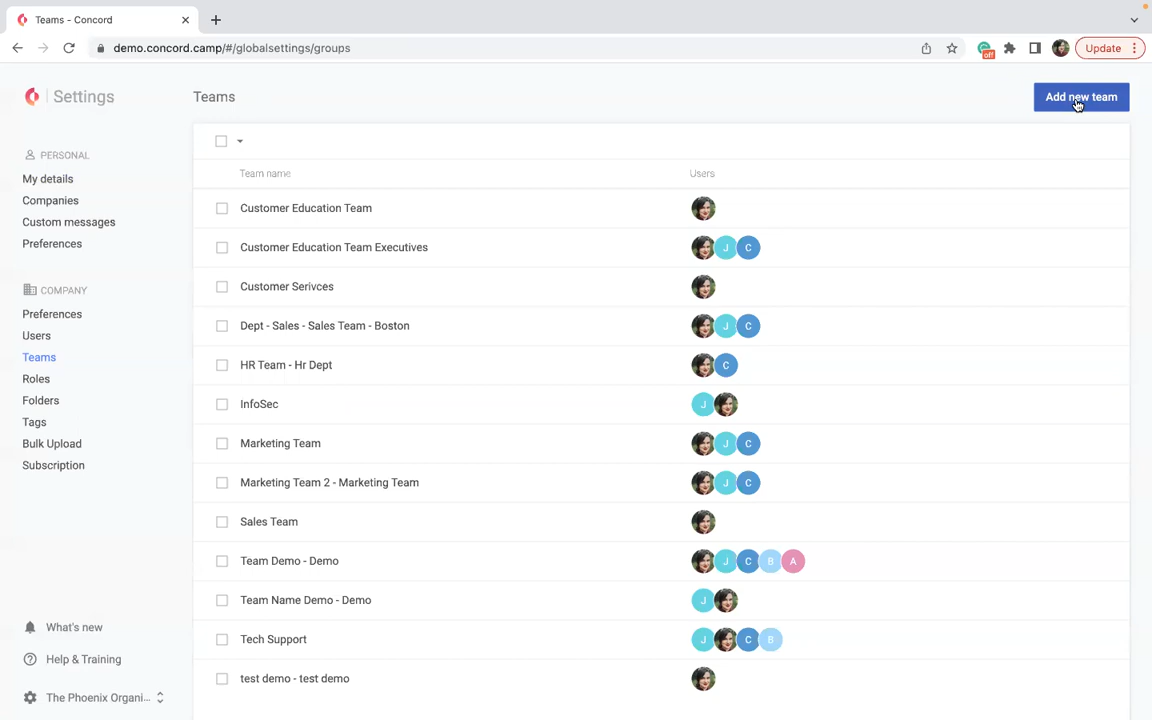 Teams - Concord
demo.concord.camp/#/globalsettings/groups
off
Update
Settings
Teams
Add new team
PERSONAL
My details
Companies
Custom messages
Preferences
COMPANY
Preferences
Users
Teams
Roles
Folders
Tags
Bulk Upload
Subscription
What's new
Help & Training
The Phoenix Organi...
Team name Users
Customer Education Team
Customer Education Team Executives J C
Customer Serivces
Dept - Sales - Sales Team - Boston J C
HR Team - Hr Dept C
InfoSec J
Marketing Team J C
Marketing Team 2 - Marketing Team J C
Sales Team
Team Demo - Demo J C B A
Team Name Demo - Demo J
Tech Support J C B
test demo - test demo